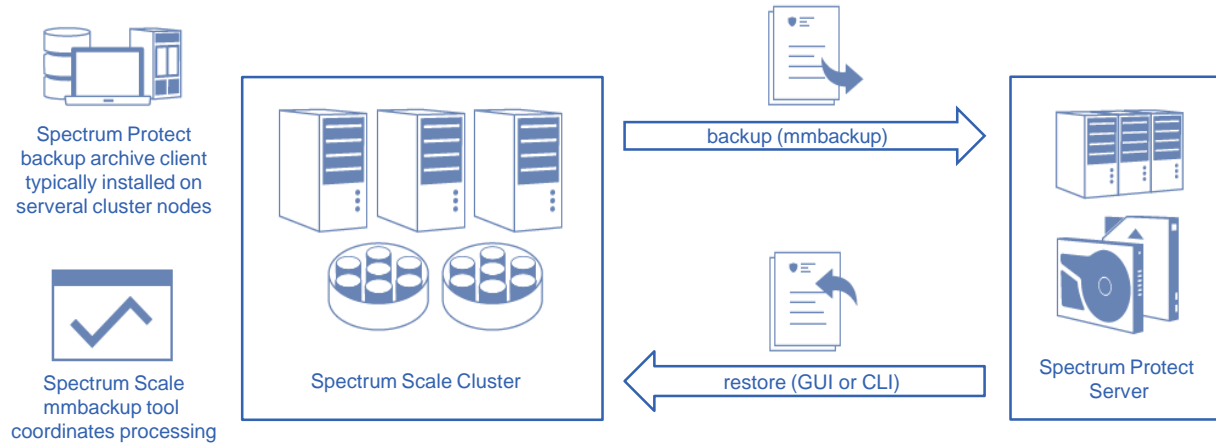 Spectrum Protect
backup archive client
typically installed on
serveral cluster nodes
Spectrum Scale
mmbackup tool
coordinates processing
Spectrum Scale Cluster
backup (mmbackup)
restore (GUI or CLI)
Spectrum Protect
Server